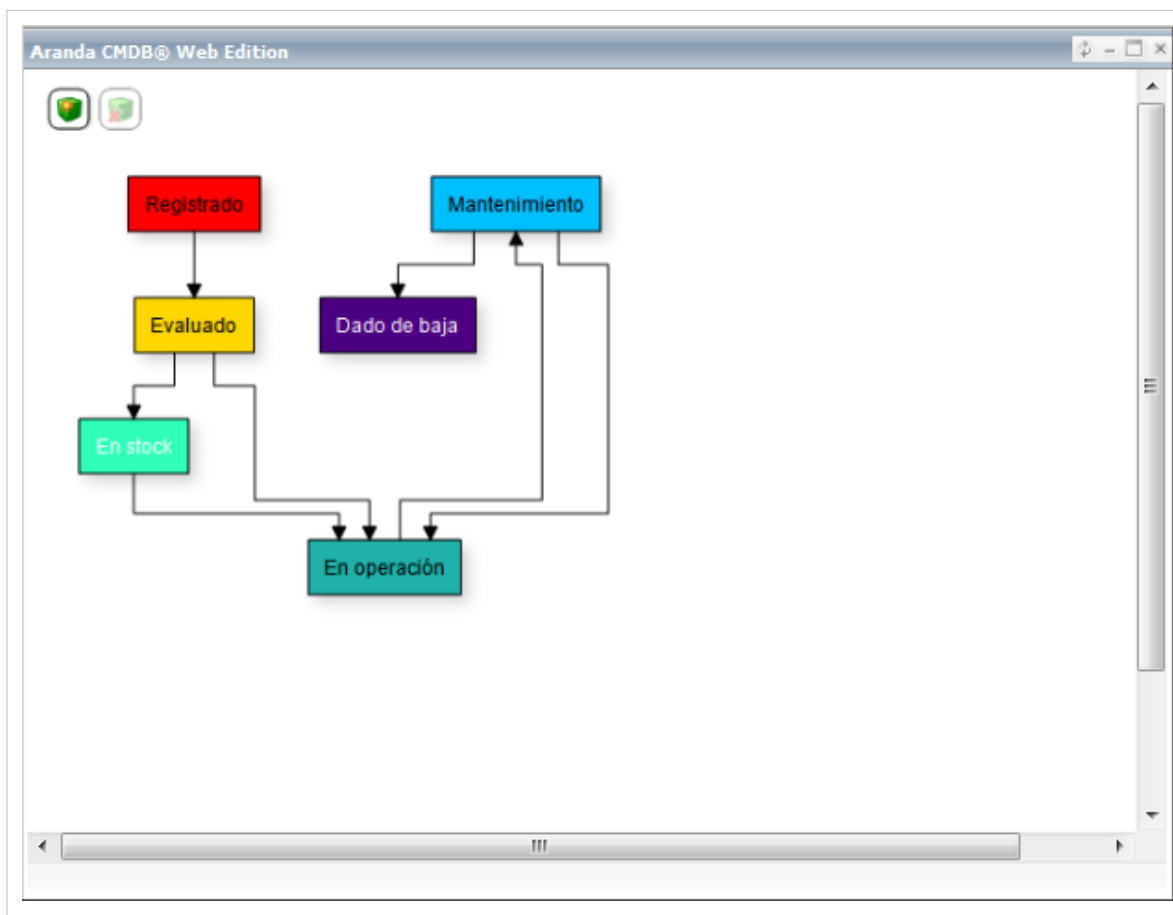 Aranda CMDB® Web Edition
Registrado
Mantenimiento
Evaluado
Dado de baja
En stock
En operación